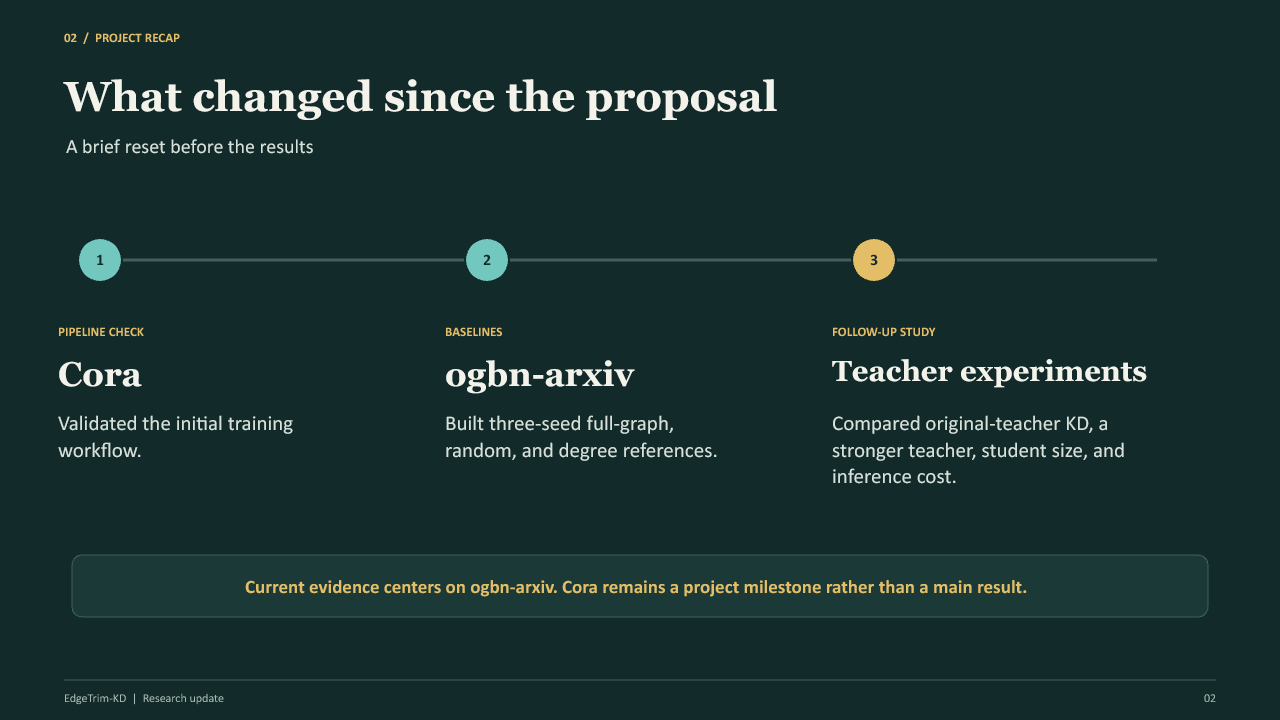 02 / PROJECT RECAP
What changed since the proposal
A brief reset before the results
1
2
3
PIPELINE CHECK
Cora
Validated the initial training
workflow.
BASELINES
ogbn-arxiv
Built three-seed full-graph,
random, and degree references.
FOLLOW-UP STUDY
Teacher experiments
Compared original-teacher KD, a
stronger teacher, student size, and
inference cost.
Current evidence centers on ogbn-arxiv. Cora remains a project milestone rather than a main result.
EdgeTrim-KD | Research update
02